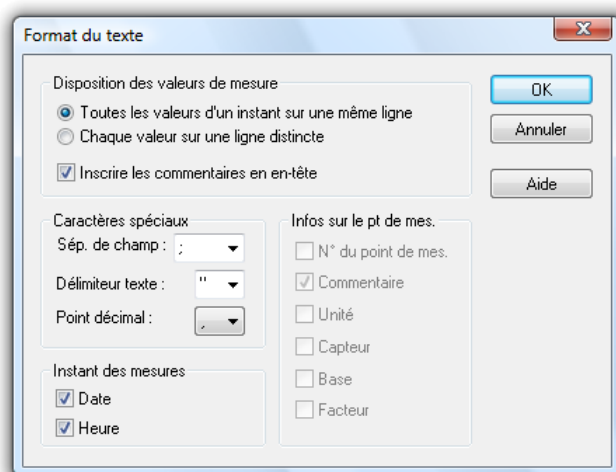 Format du texte
Disposition des valeurs de mesure
Toutes les valeurs d'un instant sur une même ligne
Chaque valeur sur une ligne distincte
Inscrire les commentaires en en-tête
OK
Annuler
Aide
Caractères spéciaux
Sép. de champ : ;
Délimiteur texte : "
Point décimal : ,
Instant des mesures
Date
Heure
Infos sur le pt de mes.
N° du point de mes.
Commentaire
Unité
Capteur
Base
Facteur